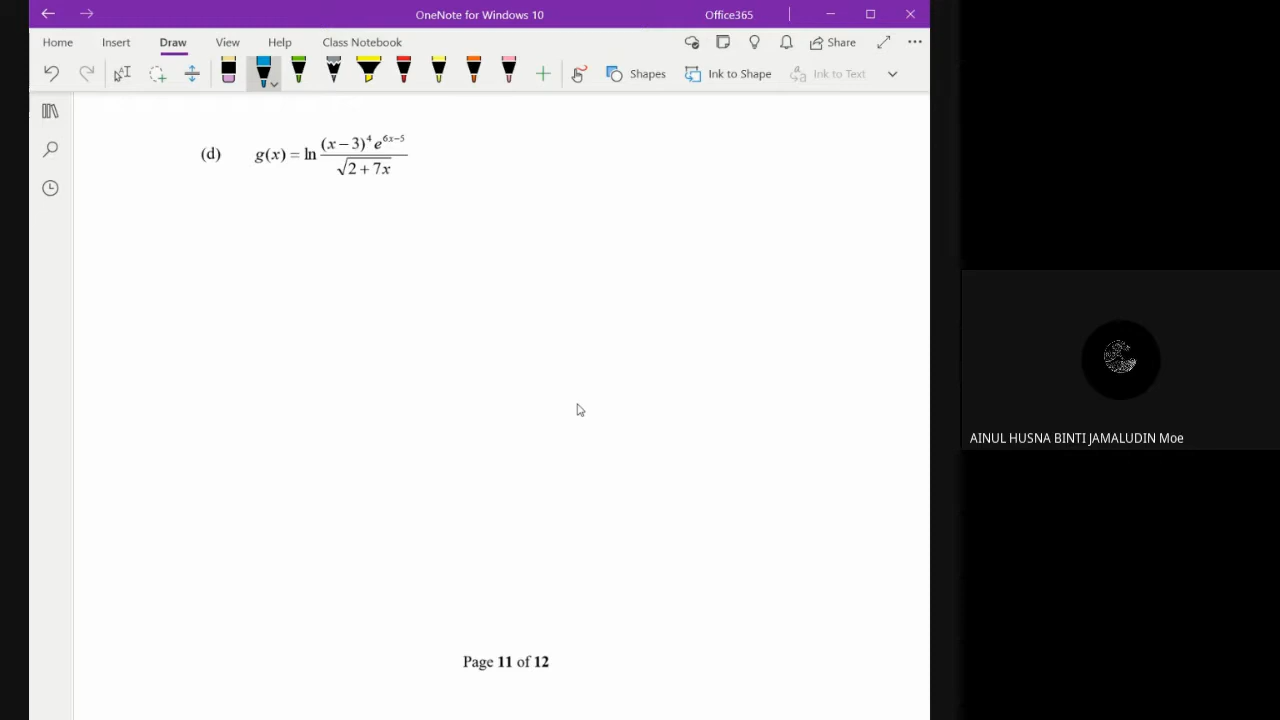 OneNote for Windows 10
Office365
Home Insert Draw View Help Class Notebook
Share
Shapes Ink to Shape Ink to Text
(d) g(x) = ln (x − 3)⁴ e⁶ˣ⁻⁵ / √2 + 7x
AINUL HUSNA BINTI JAMALUDIN Moe
Page 11 of 12